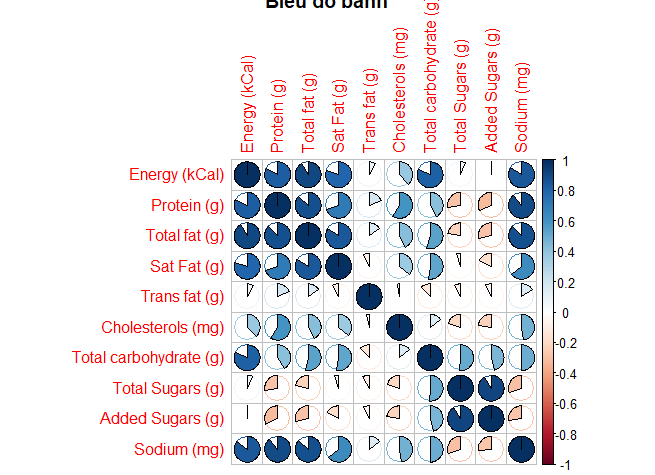 Bieu do banh
Energy (kCal)
Protein (g)
Total fat (g)
Sat Fat (g)
Trans fat (g)
Cholesterols (mg)
Total carbohydrate (g)
Total Sugars (g)
Added Sugars (g)
Sodium (mg)
Energy (kCal)
Protein (g)
Total fat (g)
Sat Fat (g)
Trans fat (g)
Cholesterols (mg)
Total carbohydrate (g)
Total Sugars (g)
Added Sugars (g)
Sodium (mg)
1
0.8
0.6
0.4
0.2
0
-0.2
-0.4
-0.6
-0.8
-1